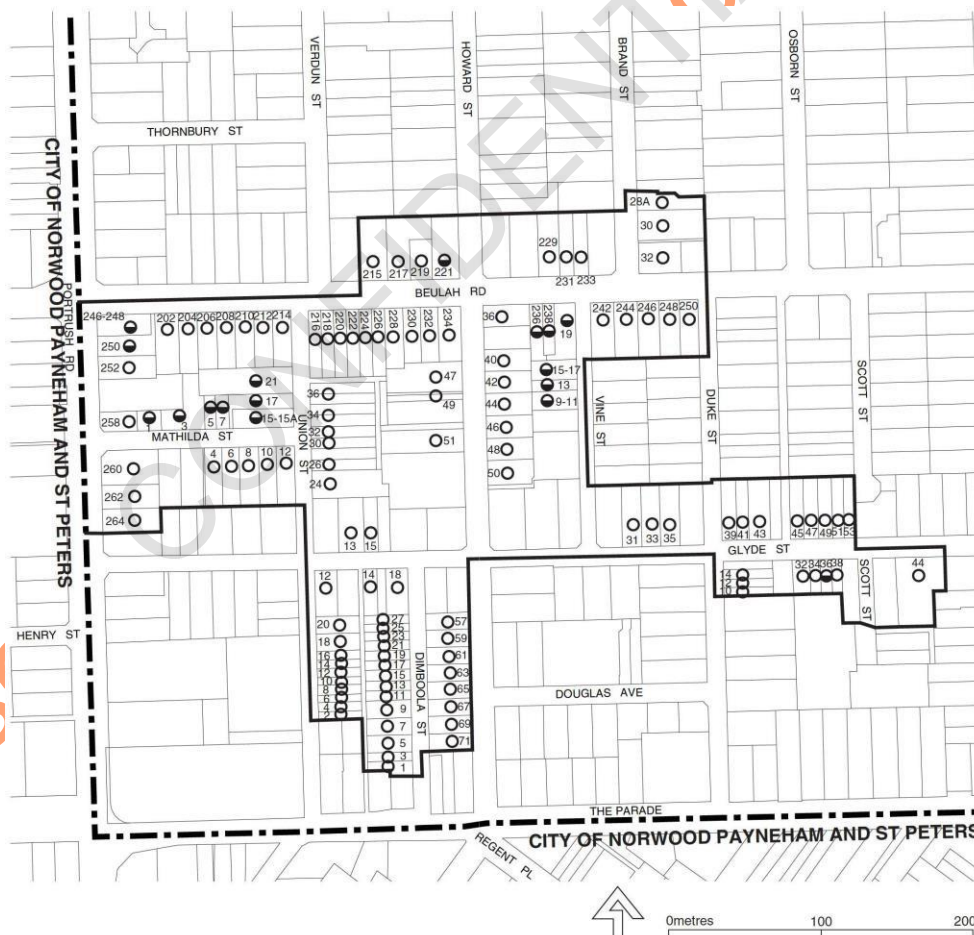 CONFIDENTI
VERDUN ST
HOWARD ST
BRAND ST
OSBORN ST
THORNBURY ST
CITY OF NORWOOD PAYNEHAM AND ST PETERS
PORTRUSH RD
28A
30
32
229
231 233
215 217 219 221
BEULAH RD
246-248
250
252
258
202 204 206 208 210 212 214
216 218 220 222 224 226 228 230 232 234
36
236 238
19
242 244 246 248 250
21
17
15-15A
1
3
5 7
MATHILDA ST
UNION ST
36
34
32
30
26
24
47
49
51
40
42
44
46
48
50
15-17
13
9-11
VINE ST
DUKE ST
SCOTT ST
260
262
264
4 6 8 10 12
13 15
31 33 35
39 41 43
45 47 49 51 53
GLYDE ST
14
12
10
32 34 36 38
SCOTT ST
44
12
14 18
20
18
16
14
12
10
8
6
4
2
27
25
23
21
19
17
15
13
11
9
7
5
3
1
DIMBOOLA ST
57
59
61
63
65
67
69
71
HENRY ST
DOUGLAS AVE
THE PARADE
CITY OF NORWOOD PAYNEHAM AND ST PETERS
REGENT PL
0metres 100 200